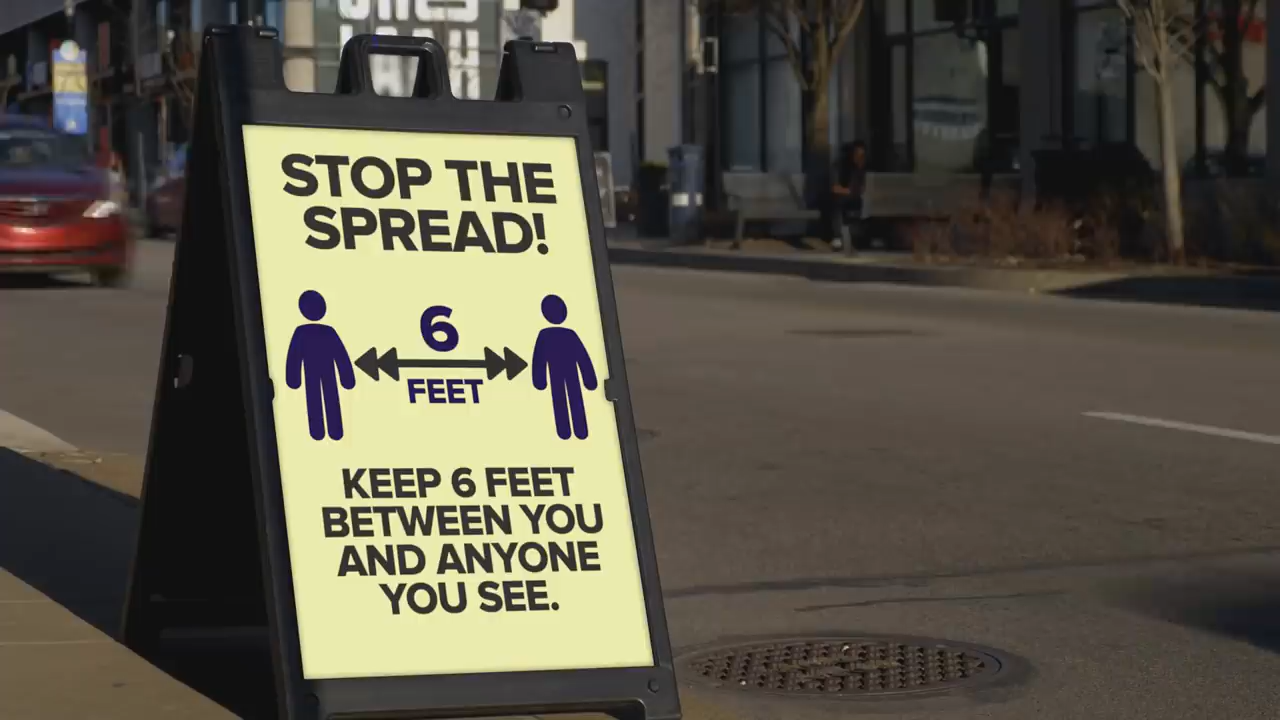 STOP THE
SPREAD!
6
FEET
KEEP 6 FEET
BETWEEN YOU
AND ANYONE
YOU SEE.